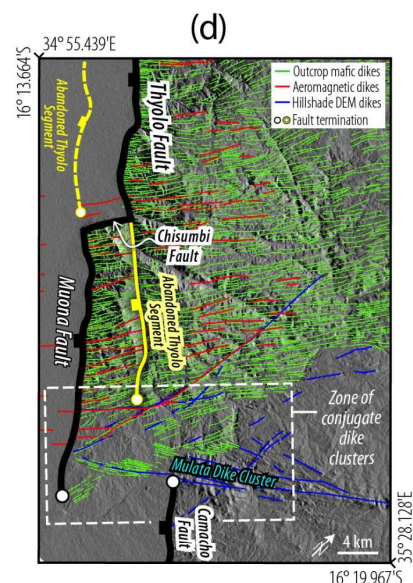 (d)
34 55.439'E
16° 13.664'S
Outcrop mafic dikes
Aeromagnetic dikes
Hillshade DEM dikes
Fault termination
Abandoned Thyolo
Segment
Thyolo Fault
Chisumbi
Fault
Muona Fault
Abandoned Thyolo
Segment
Zone of
conjugate
dike
clusters
Mulata Dike Cluster
Camacho
Fault
N
4 km
35° 28.128'E
16° 19.967'S